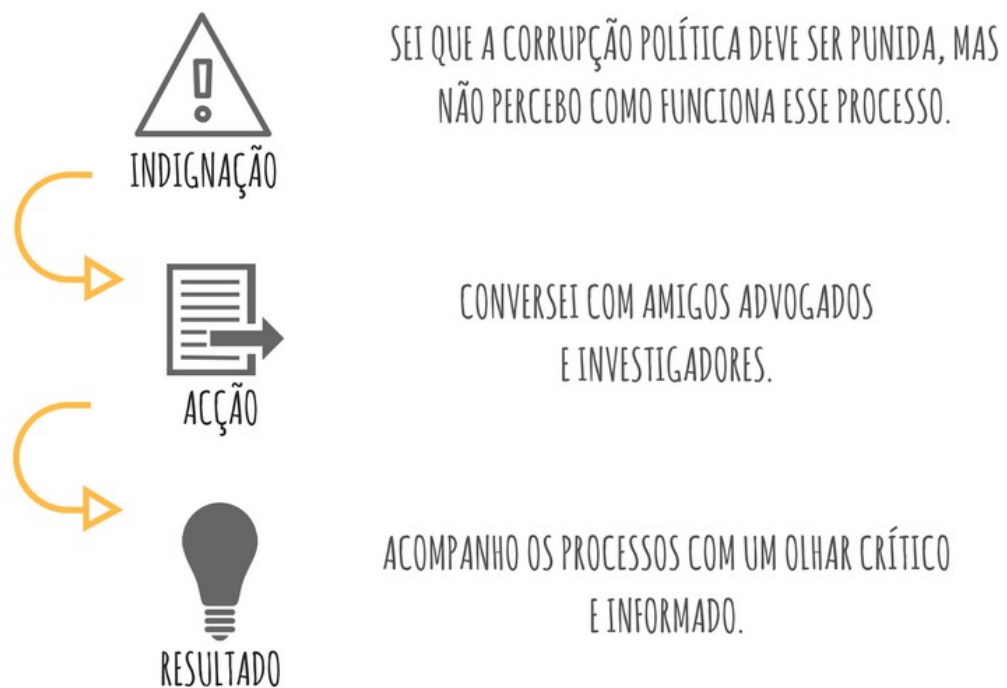 SEI QUE A CORRUPÇÃO POLÍTICA DEVE SER PUNIDA, MAS
NÃO PERCEBO COMO FUNCIONA ESSE PROCESSO.
INDIGNAÇÃO
CONVERSEI COM AMIGOS ADVOGADOS
E INVESTIGADORES.
ACÇÃO
ACOMPANHO OS PROCESSOS COM UM OLHAR CRÍTICO
E INFORMADO.
RESULTADO